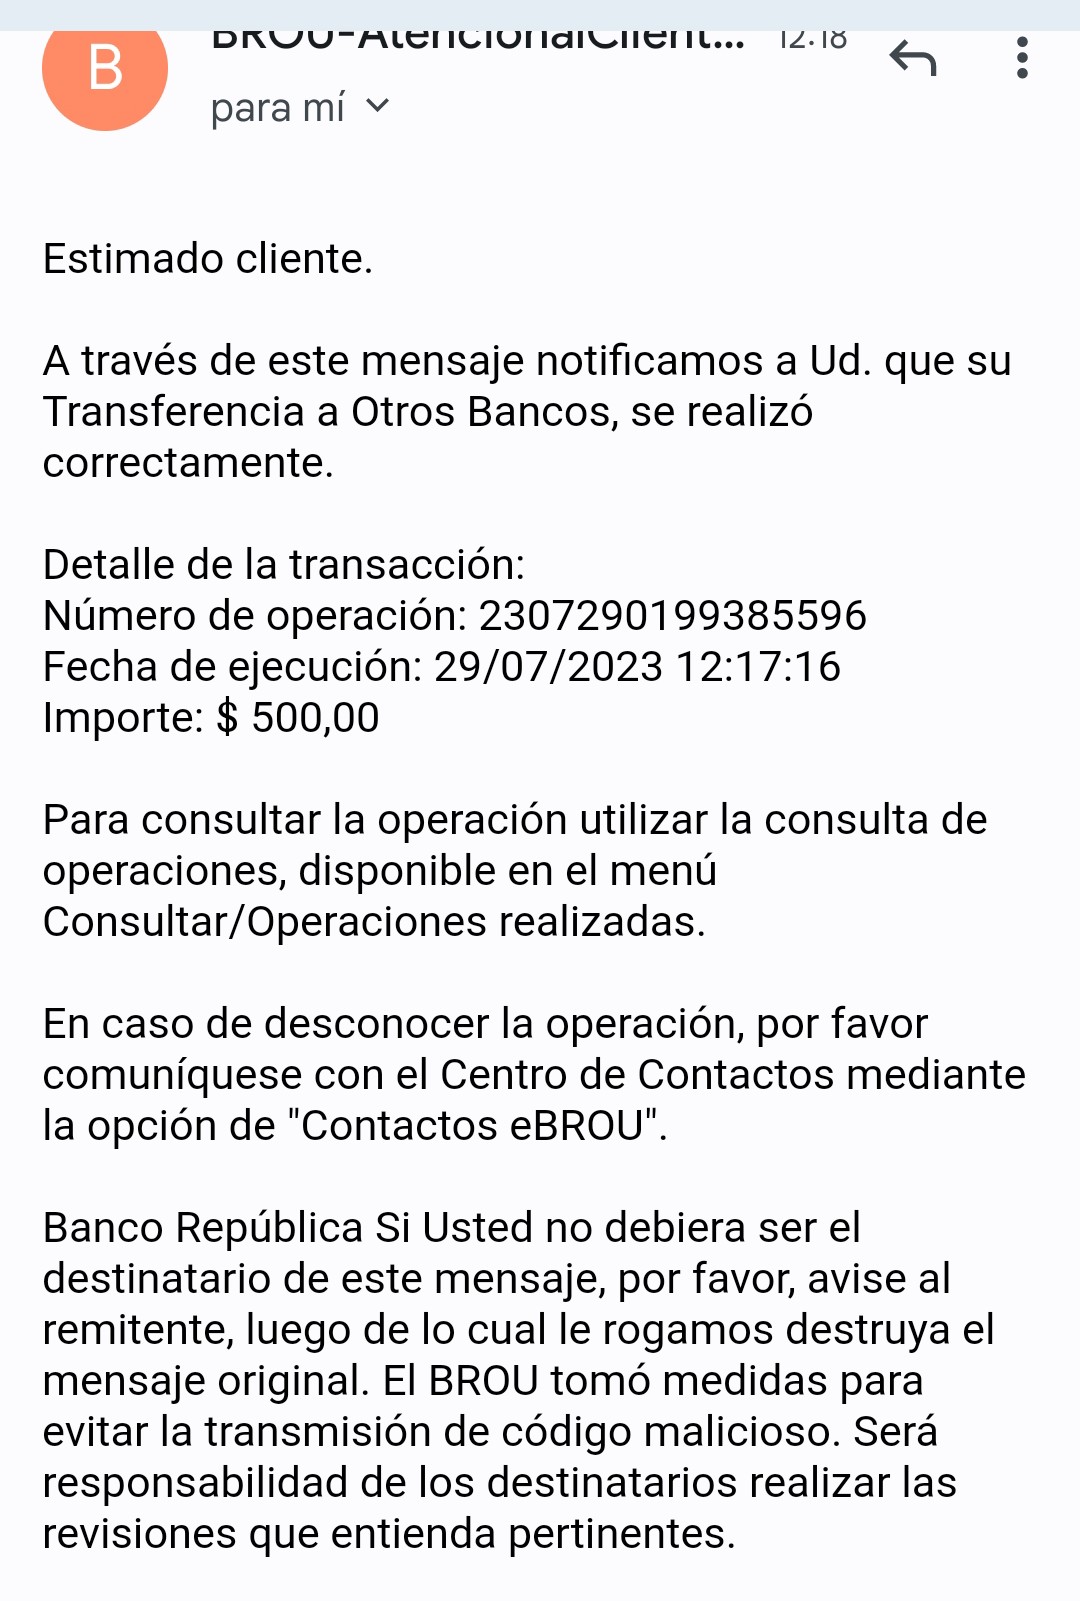 B
BROU-AtencionalClient... 12:18
para mí
Estimado cliente.
A través de este mensaje notificamos a Ud. que su
Transferencia a Otros Bancos, se realizó
correctamente.
Detalle de la transacción:
Número de operación: 2307290199385596
Fecha de ejecución: 29/07/2023 12:17:16
Importe: $ 500,00
Para consultar la operación utilizar la consulta de
operaciones, disponible en el menú
Consultar/Operaciones realizadas.
En caso de desconocer la operación, por favor
comuníquese con el Centro de Contactos mediante
la opción de "Contactos eBROU".
Banco República Si Usted no debiera ser el
destinatario de este mensaje, por favor, avise al
remitente, luego de lo cual le rogamos destruya el
mensaje original. El BROU tomó medidas para
evitar la transmisión de código malicioso. Será
responsabilidad de los destinatarios realizar las
revisiones que entienda pertinentes.